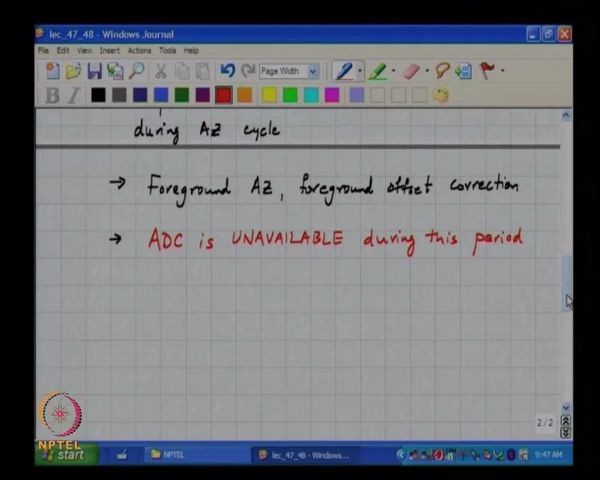 lec_47_48 - Windows Journal
File Edit View Insert Actions Tools Help
Page Width
B I
during AZ cycle
→ Foreground AZ, foreground offset correction
→ ADC is UNAVAILABLE during this period
2/2
NPTEL
start NPTEL lec_47_48 - Windows... 9:47 AM